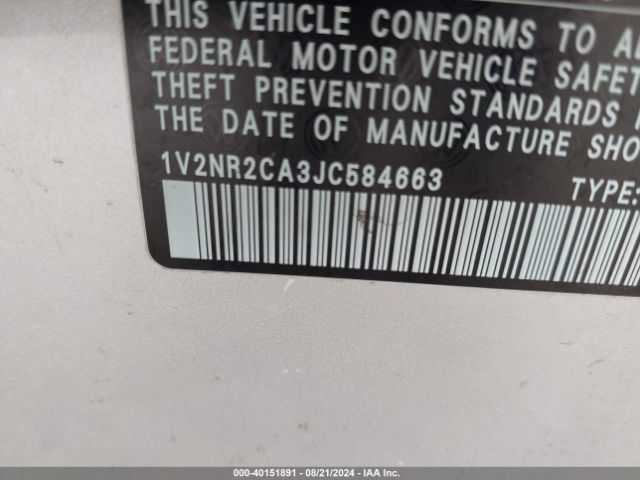 THIS VEHICLE CONFORMS TO AL
FEDERAL MOTOR VEHICLE SAFET
THEFT PREVENTION STANDARDS
THE DATE OF MANUFACTURE SHO
1V2NR2CA3JC584663 TYPE:
000-40151891 - 08/21/2024 - IAA Inc.